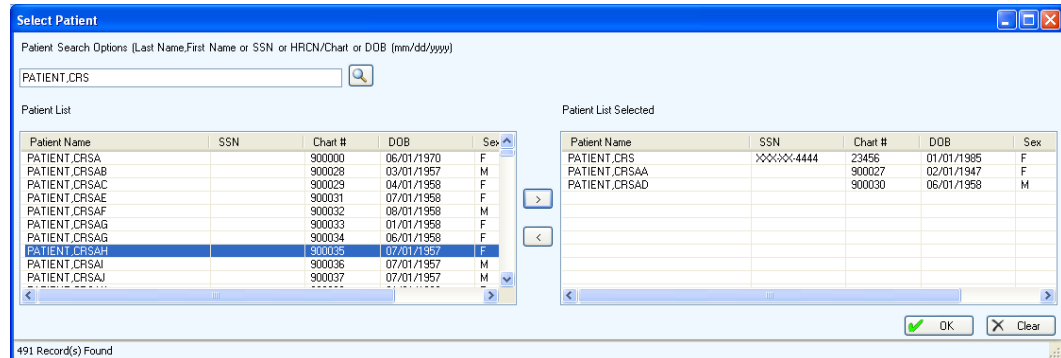 Select Patient
Patient Search Options (Last Name,First Name or SSN or HRCN/Chart or DOB (mm/dd/yyyy)
PATIENT,CRS
Patient List
Patient Name SSN Chart # DOB Sex
PATIENT,CRSA 900000 06/01/1970 F
PATIENT,CRSAB 900028 03/01/1957 M
PATIENT,CRSAC 900029 04/01/1958 F
PATIENT,CRSAE 900031 07/01/1958 F
PATIENT,CRSAF 900032 08/01/1958 M
PATIENT,CRSAG 900033 01/01/1958 F
PATIENT,CRSAG 900034 06/01/1958 F
PATIENT,CRSAH 900035 07/01/1957 F
PATIENT,CRSAI 900036 07/01/1957 M
PATIENT,CRSAJ 900037 07/01/1957 M
>
<
Patient List Selected
Patient Name SSN Chart # DOB Sex
PATIENT,CRS XXX-XX-4444 23456 01/01/1985 F
PATIENT,CRSAA 900027 02/01/1947 F
PATIENT,CRSAD 900030 06/01/1958 M
OK Clear
491 Record(s) Found